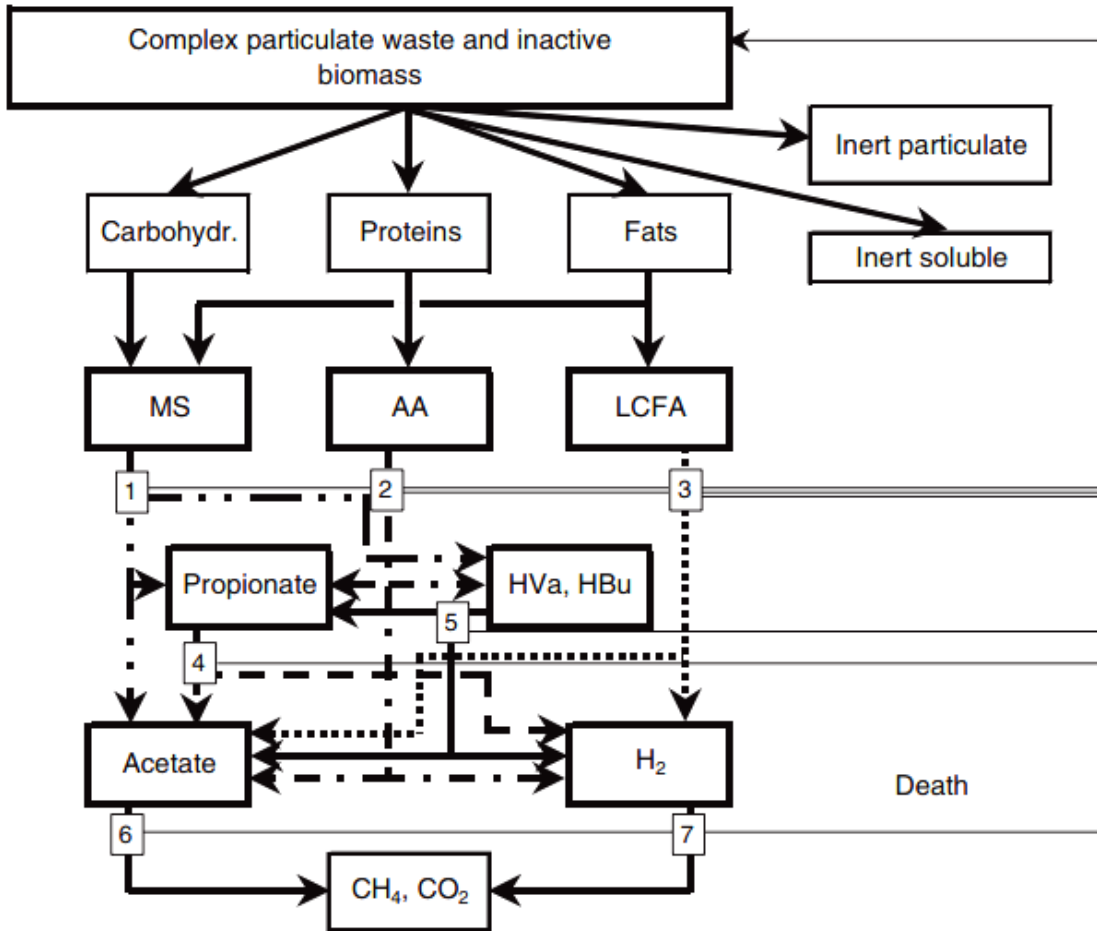 Complex particulate waste and inactive
biomass
Inert particulate
Carbohydr.
Proteins
Fats
Inert soluble
MS
AA
LCFA
1
2
3
Propionate
HVa, HBu
5
4
Acetate
H₂
Death
6
7
CH₄, CO₂